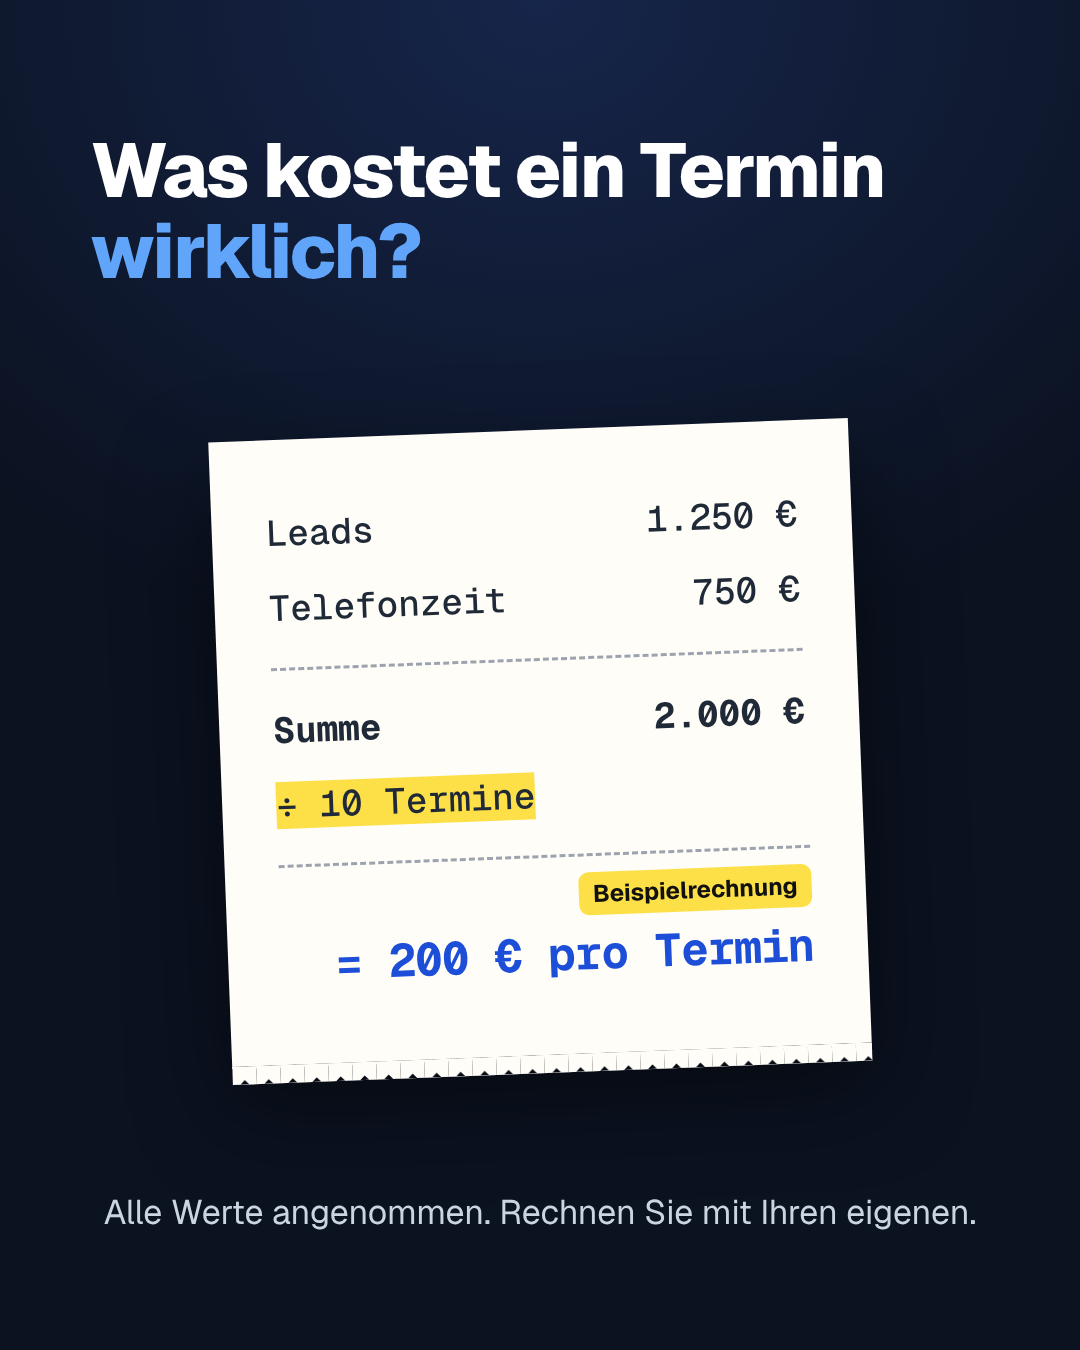 Was kostet ein Termin
wirklich?
Leads 1.250 €
Telefonzeit 750 €
Summe 2.000 €
÷ 10 Termine
Beispielrechnung
= 200 € pro Termin
Alle Werte angenommen. Rechnen Sie mit Ihren eigenen.